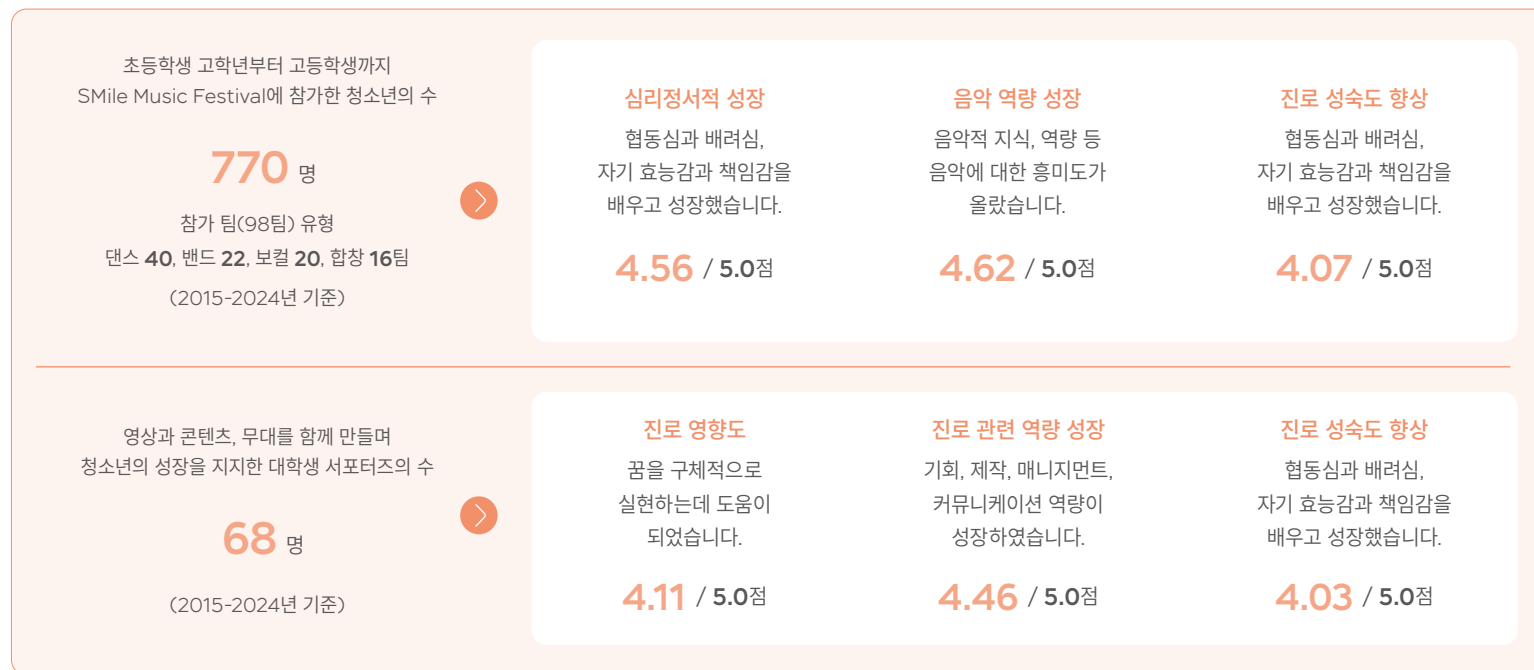 초등학생 고학년부터 고등학생까지
SMile Music Festival에 참가한 청소년의 수
770 명
참가 팀(98팀) 유형
댄스 40, 밴드 22, 보컬 20, 합창 16팀
(2015-2024년 기준)
심리정서적 성장
협동심과 배려심,
자기 효능감과 책임감을
배우고 성장했습니다.
4.56 / 5.0점
음악 역량 성장
음악적 지식, 역량 등
음악에 대한 흥미도가
올랐습니다.
4.62 / 5.0점
진로 성숙도 향상
협동심과 배려심,
자기 효능감과 책임감을
배우고 성장했습니다.
4.07 / 5.0점
영상과 콘텐츠, 무대를 함께 만들며
청소년의 성장을 지지한 대학생 서포터즈의 수
68 명
(2015-2024년 기준)
진로 영향도
꿈을 구체적으로
실현하는데 도움이
되었습니다.
4.11 / 5.0점
진로 관련 역량 성장
기회, 제작, 매니지먼트,
커뮤니케이션 역량이
성장하였습니다.
4.46 / 5.0점
진로 성숙도 향상
협동심과 배려심,
자기 효능감과 책임감을
배우고 성장했습니다.
4.03 / 5.0점